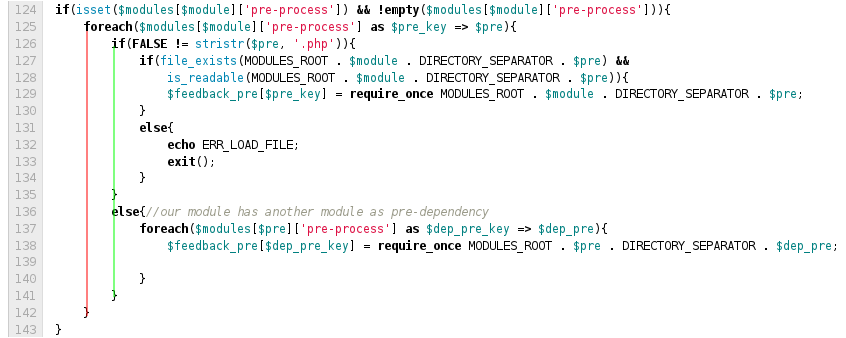 124 if(isset($modules[$module]['pre-process']) && !empty($modules[$module]['pre-process'])){
125 foreach($modules[$module]['pre-process'] as $pre_key => $pre){
126 if(FALSE != stristr($pre, '.php')){
127 if(file_exists(MODULES_ROOT . $module . DIRECTORY_SEPARATOR . $pre) &&
128 is_readable(MODULES_ROOT . $module . DIRECTORY_SEPARATOR . $pre)){
129 $feedback_pre[$pre_key] = require_once MODULES_ROOT . $module . DIRECTORY_SEPARATOR . $pre;
130 }
131 else{
132 echo ERR_LOAD_FILE;
133 exit();
134 }
135 }
136 else{//our module has another module as pre-dependency
137 foreach($modules[$pre]['pre-process'] as $dep_pre_key => $dep_pre){
138 $feedback_pre[$dep_pre_key] = require_once MODULES_ROOT . $pre . DIRECTORY_SEPARATOR . $dep_pre;
139
140 }
141 }
142 }
143 }